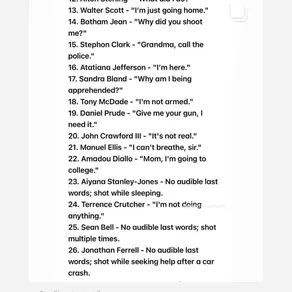 13. Walter Scott - "I'm just going home."
14. Botham Jean - "Why did you shoot
me?"
15. Stephon Clark - "Grandma, call the
police."
16. Atatiana Jefferson - "I'm here."
17. Sandra Bland - "Why am I being
apprehended?"
18. Tony McDade - "I'm not armed."
19. Daniel Prude - "Give me your gun, I
need it."
20. John Crawford III - "It's not real."
21. Manuel Ellis - "I can't breathe, sir."
22. Amadou Diallo - "Mom, I'm going to
college."
23. Aiyana Stanley-Jones - No audible last
words; shot while sleeping.
24. Terrence Crutcher - "I'm not doing
anything."
25. Sean Bell - No audible last words; shot
multiple times.
26. Jonathan Ferrell - No audible last
words; shot while seeking help after a car
crash.